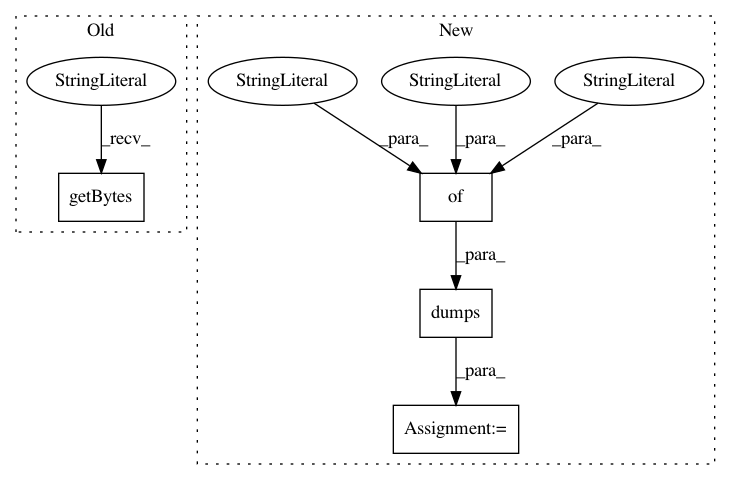 Old
New
StringLiteral
StringLiteral
StringLiteral
StringLiteral
_recv_
_para_
_para_
_para_
getBytes
of
_para_
dumps
_para_
Assignment:=